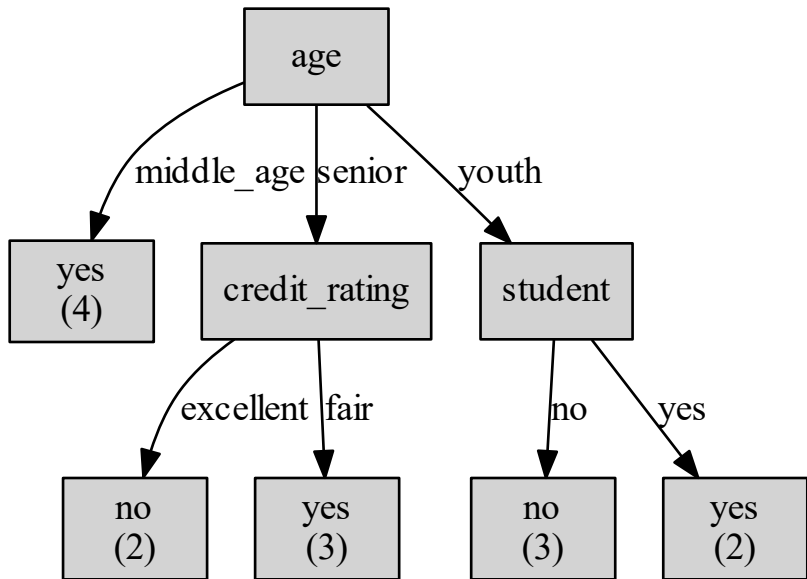 age
middle_age senior youth
yes
(4)
credit_rating
student
excellent fair no yes
no
(2)
yes
(3)
no
(3)
yes
(2)